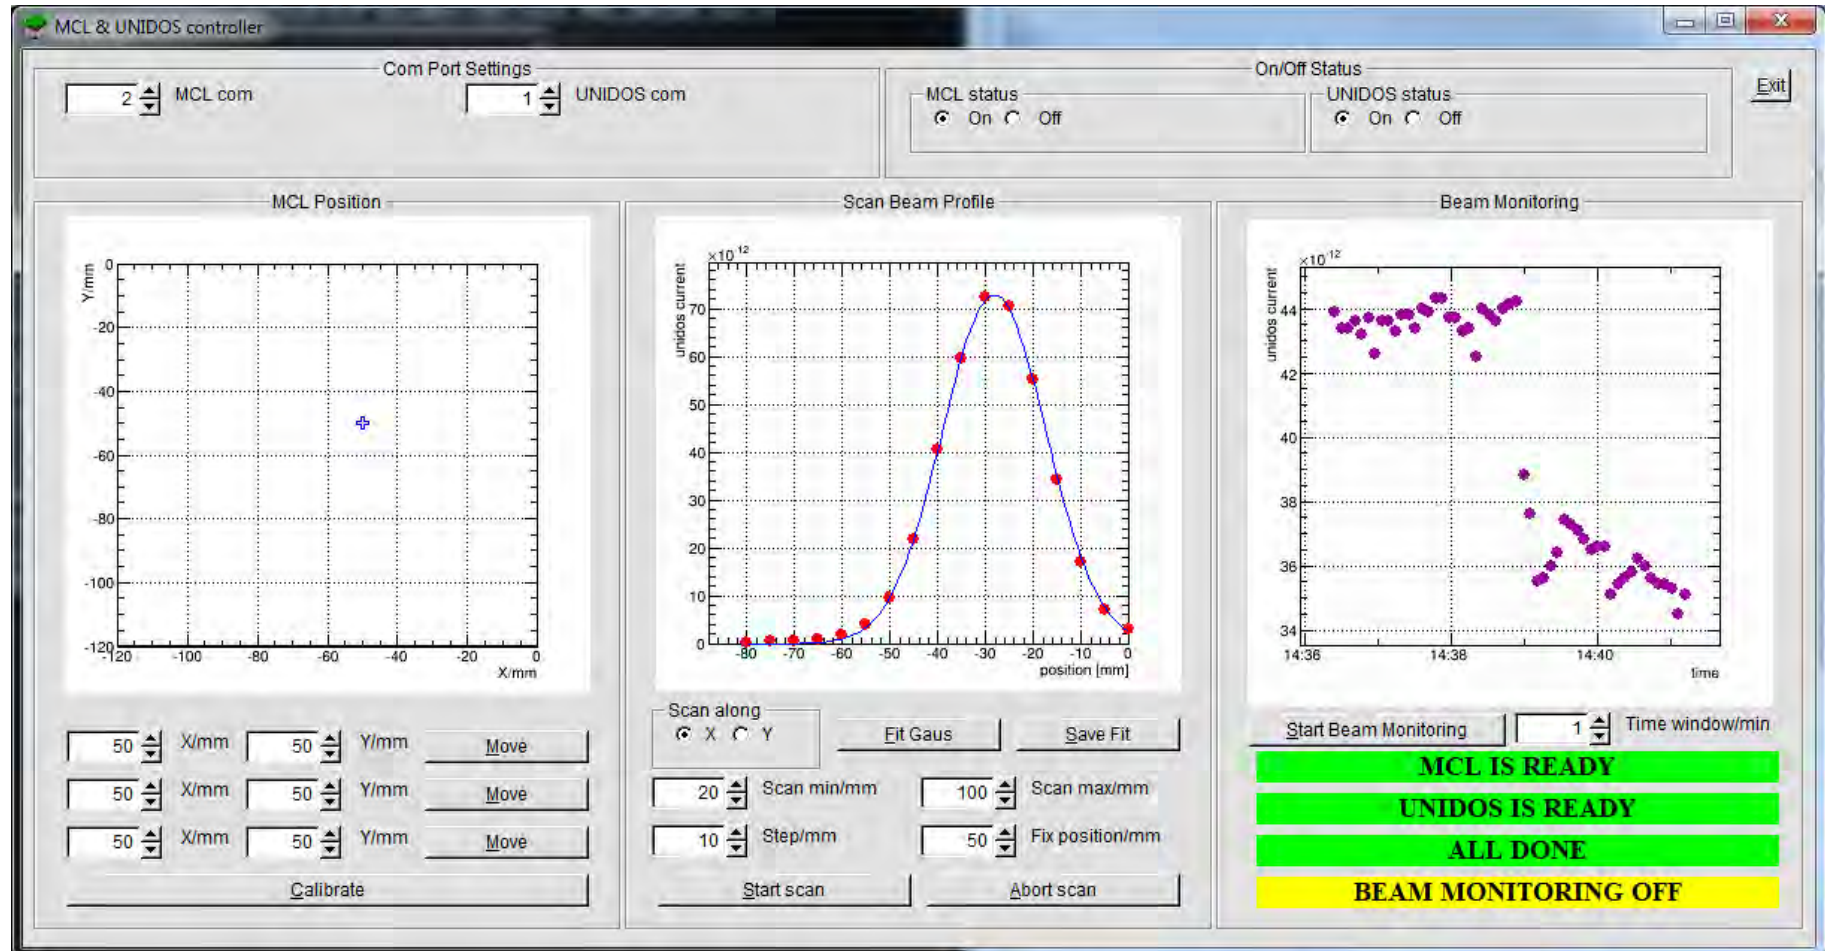 MCL & UNIDOS controller
Com Port Settings
2 MCL com
1 UNIDOS com
On/Off Status
MCL status
On Off
UNIDOS status
On Off
Exit
MCL Position
Y/mm
0
-20
-40
-60
-80
-100
-120
-120 -100 -80 -60 -40 -20 0
X/mm
50 X/mm 50 Y/mm Move
50 X/mm 50 Y/mm Move
50 X/mm 50 Y/mm Move
Calibrate
Scan Beam Profile
×10⁻¹²
unidos current
70
60
50
40
30
20
10
0
-80 -70 -60 -50 -40 -30 -20 -10 0
position [mm]
Scan along
X Y
Fit Gaus
Save Fit
20 Scan min/mm
100 Scan max/mm
10 Step/mm
50 Fix position/mm
Start scan
Abort scan
Beam Monitoring
×10⁻¹²
unidos current
44
42
40
38
36
34
14:36 14:38 14:40
time
Start Beam Monitoring
1 Time window/min
MCL IS READY
UNIDOS IS READY
ALL DONE
BEAM MONITORING OFF